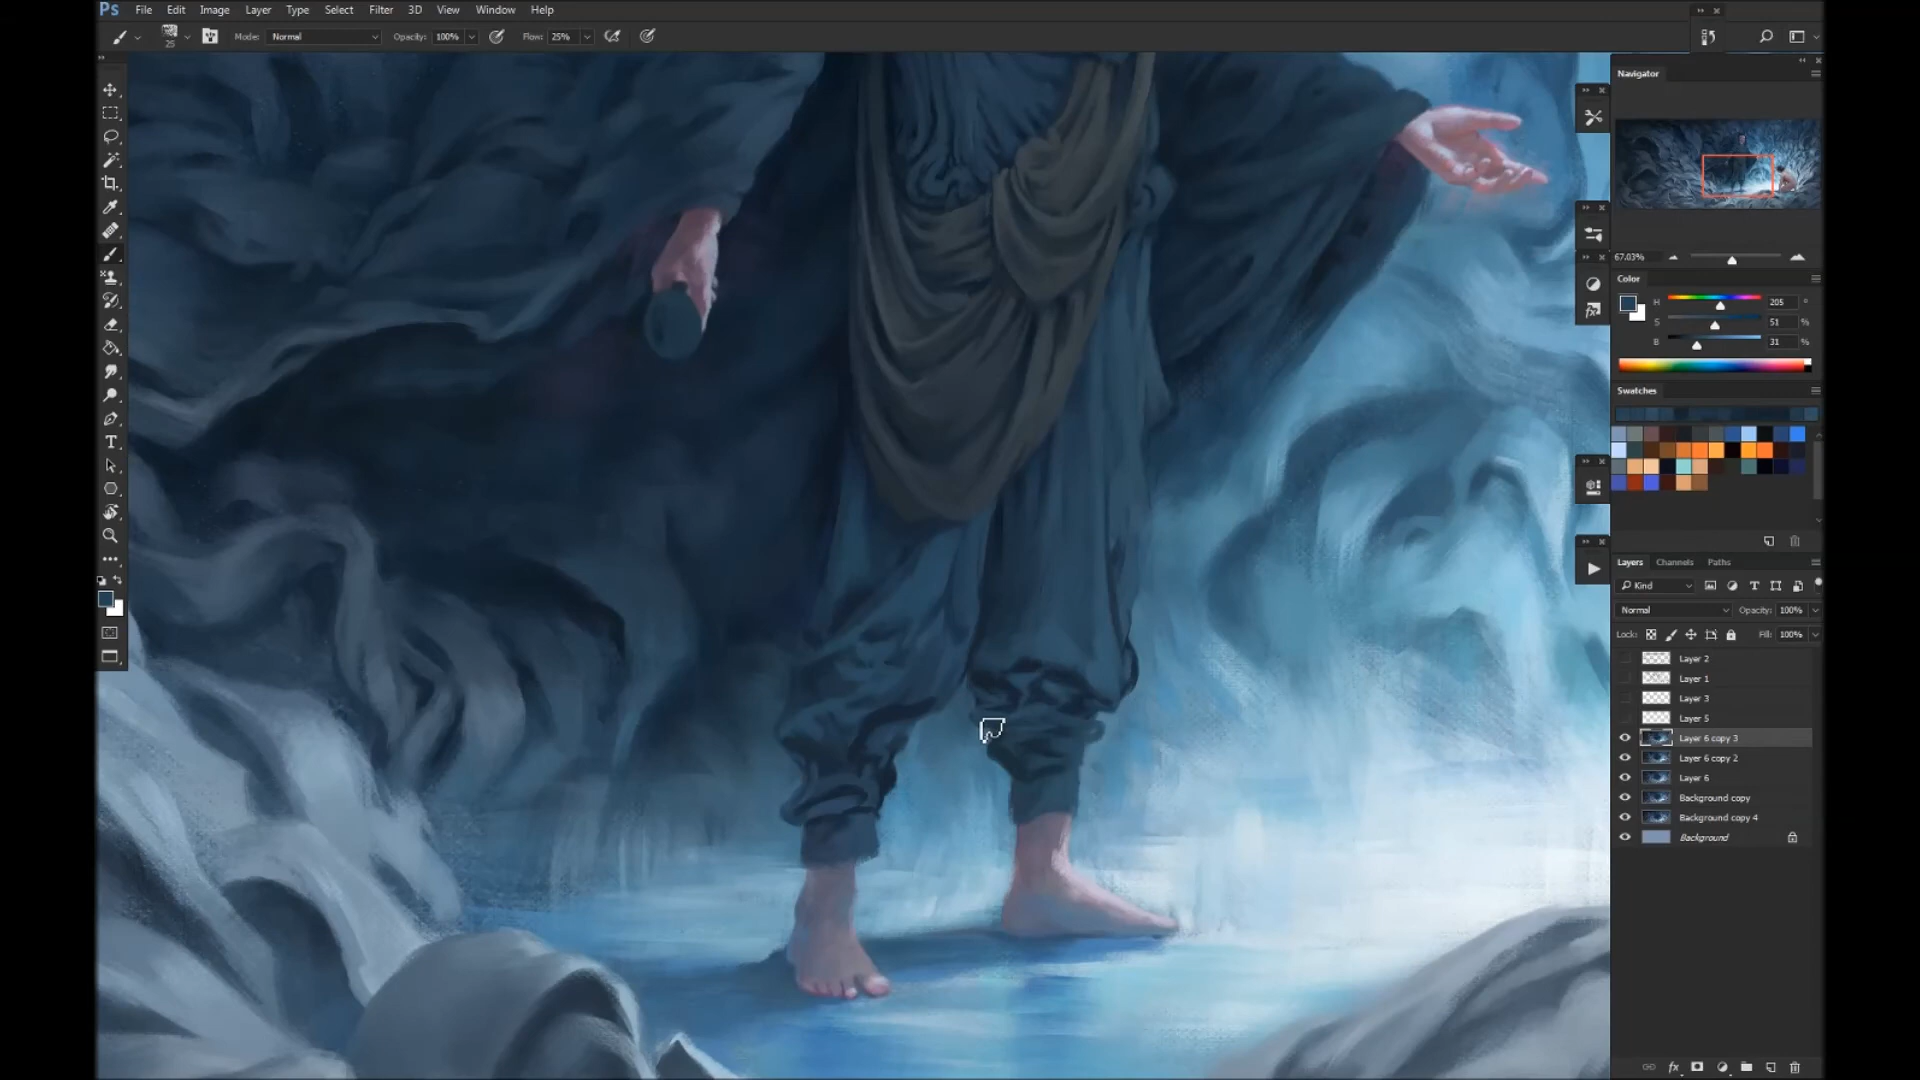 Ps File Edit Image Layer Type Select Filter 3D View Window Help
25 Mode: Normal Opacity: 100% Flow: 25%
Navigator
67.03%
Color
H 205 °
S 51 %
B 31 %
Swatches
Layers Channels Paths
Kind
Normal Opacity: 100%
Lock: Fill: 100%
Layer 2
Layer 1
Layer 3
Layer 5
Layer 6 copy 3
Layer 6 copy 2
Layer 6
Background copy
Background copy 4
Background
fx